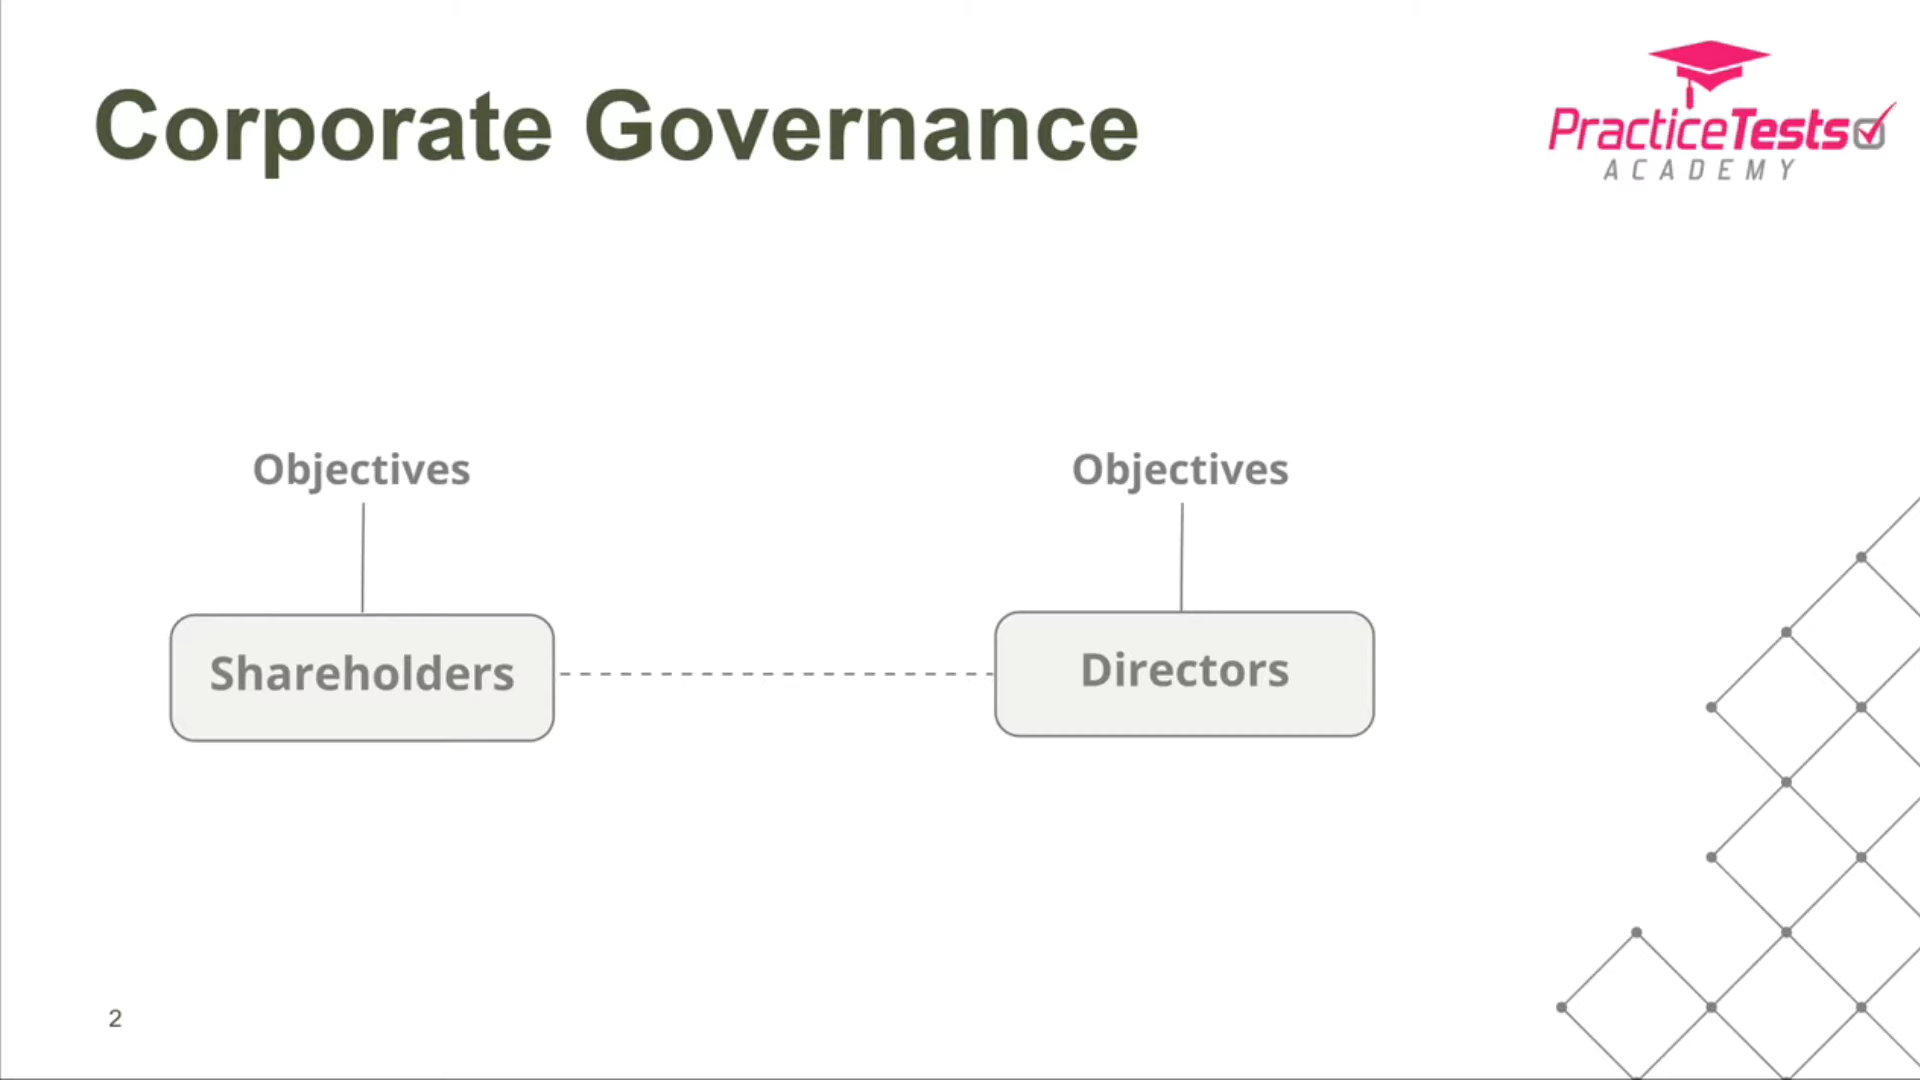 Corporate Governance
PracticeTests
ACADEMY
Objectives
Objectives
Shareholders
Directors
2